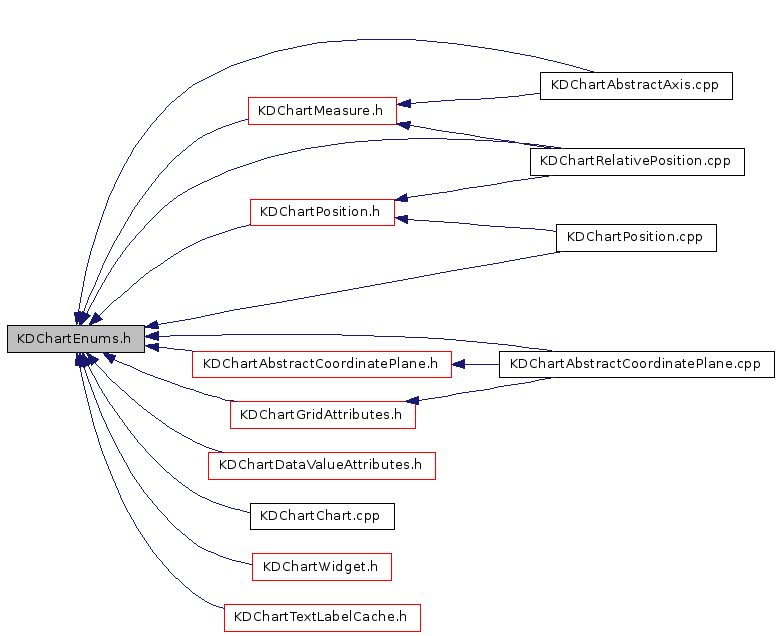 KDChartAbstractAxis.cpp
KDChartMeasure.h
KDChartRelativePosition.cpp
KDChartPosition.h
KDChartPosition.cpp
KDChartEnums.h
KDChartAbstractCoordinatePlane.h
KDChartAbstractCoordinatePlane.cpp
KDChartGridAttributes.h
KDChartDataValueAttributes.h
KDChartChart.cpp
KDChartWidget.h
KDChartTextLabelCache.h